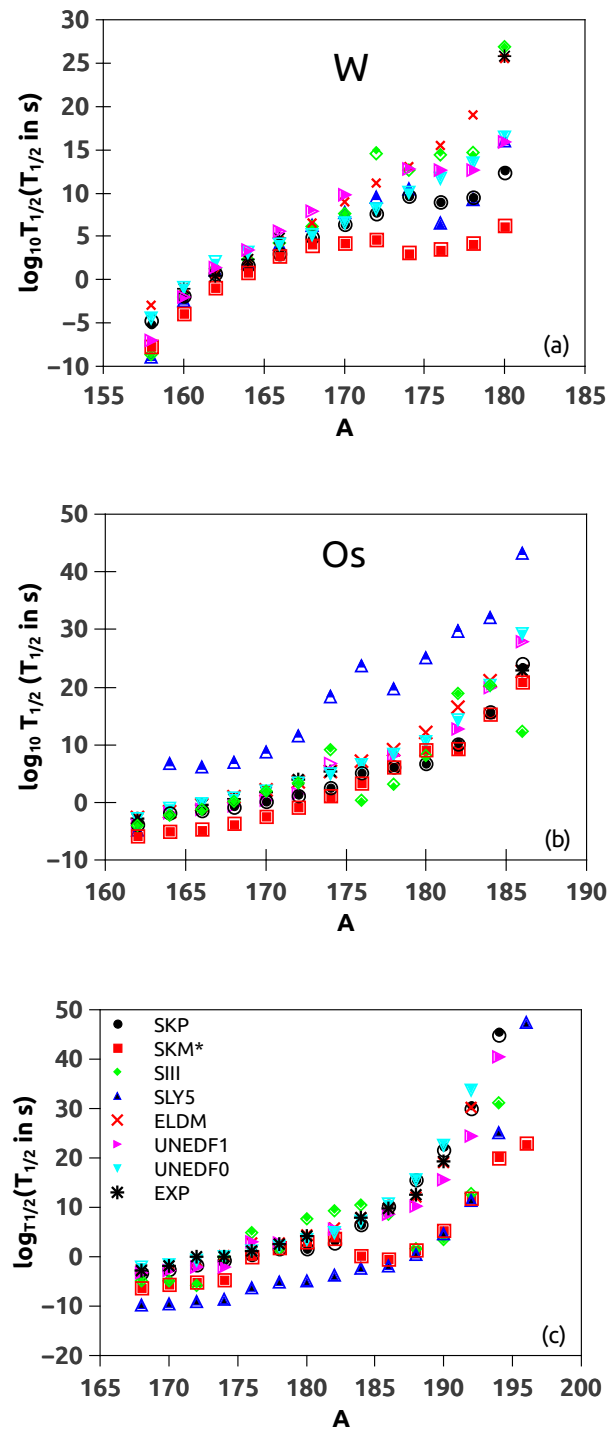 30
25
20
15
10
5
0
−5
−10
W
log10T1/2(T1/2 in s)
(a)
155 160 165 170 175 180 185
A
50
40
30
20
10
0
−10
Os
log10 T1/2 (T1/2 in s)
(b)
160 165 170 175 180 185 190
A
50
40
30
20
10
0
−10
−20
logT1/2(T1/2 in s)
SKP
SKM*
SIII
SLY5
ELDM
UNEDF1
UNEDF0
EXP
(c)
165 170 175 180 185 190 195 200
A